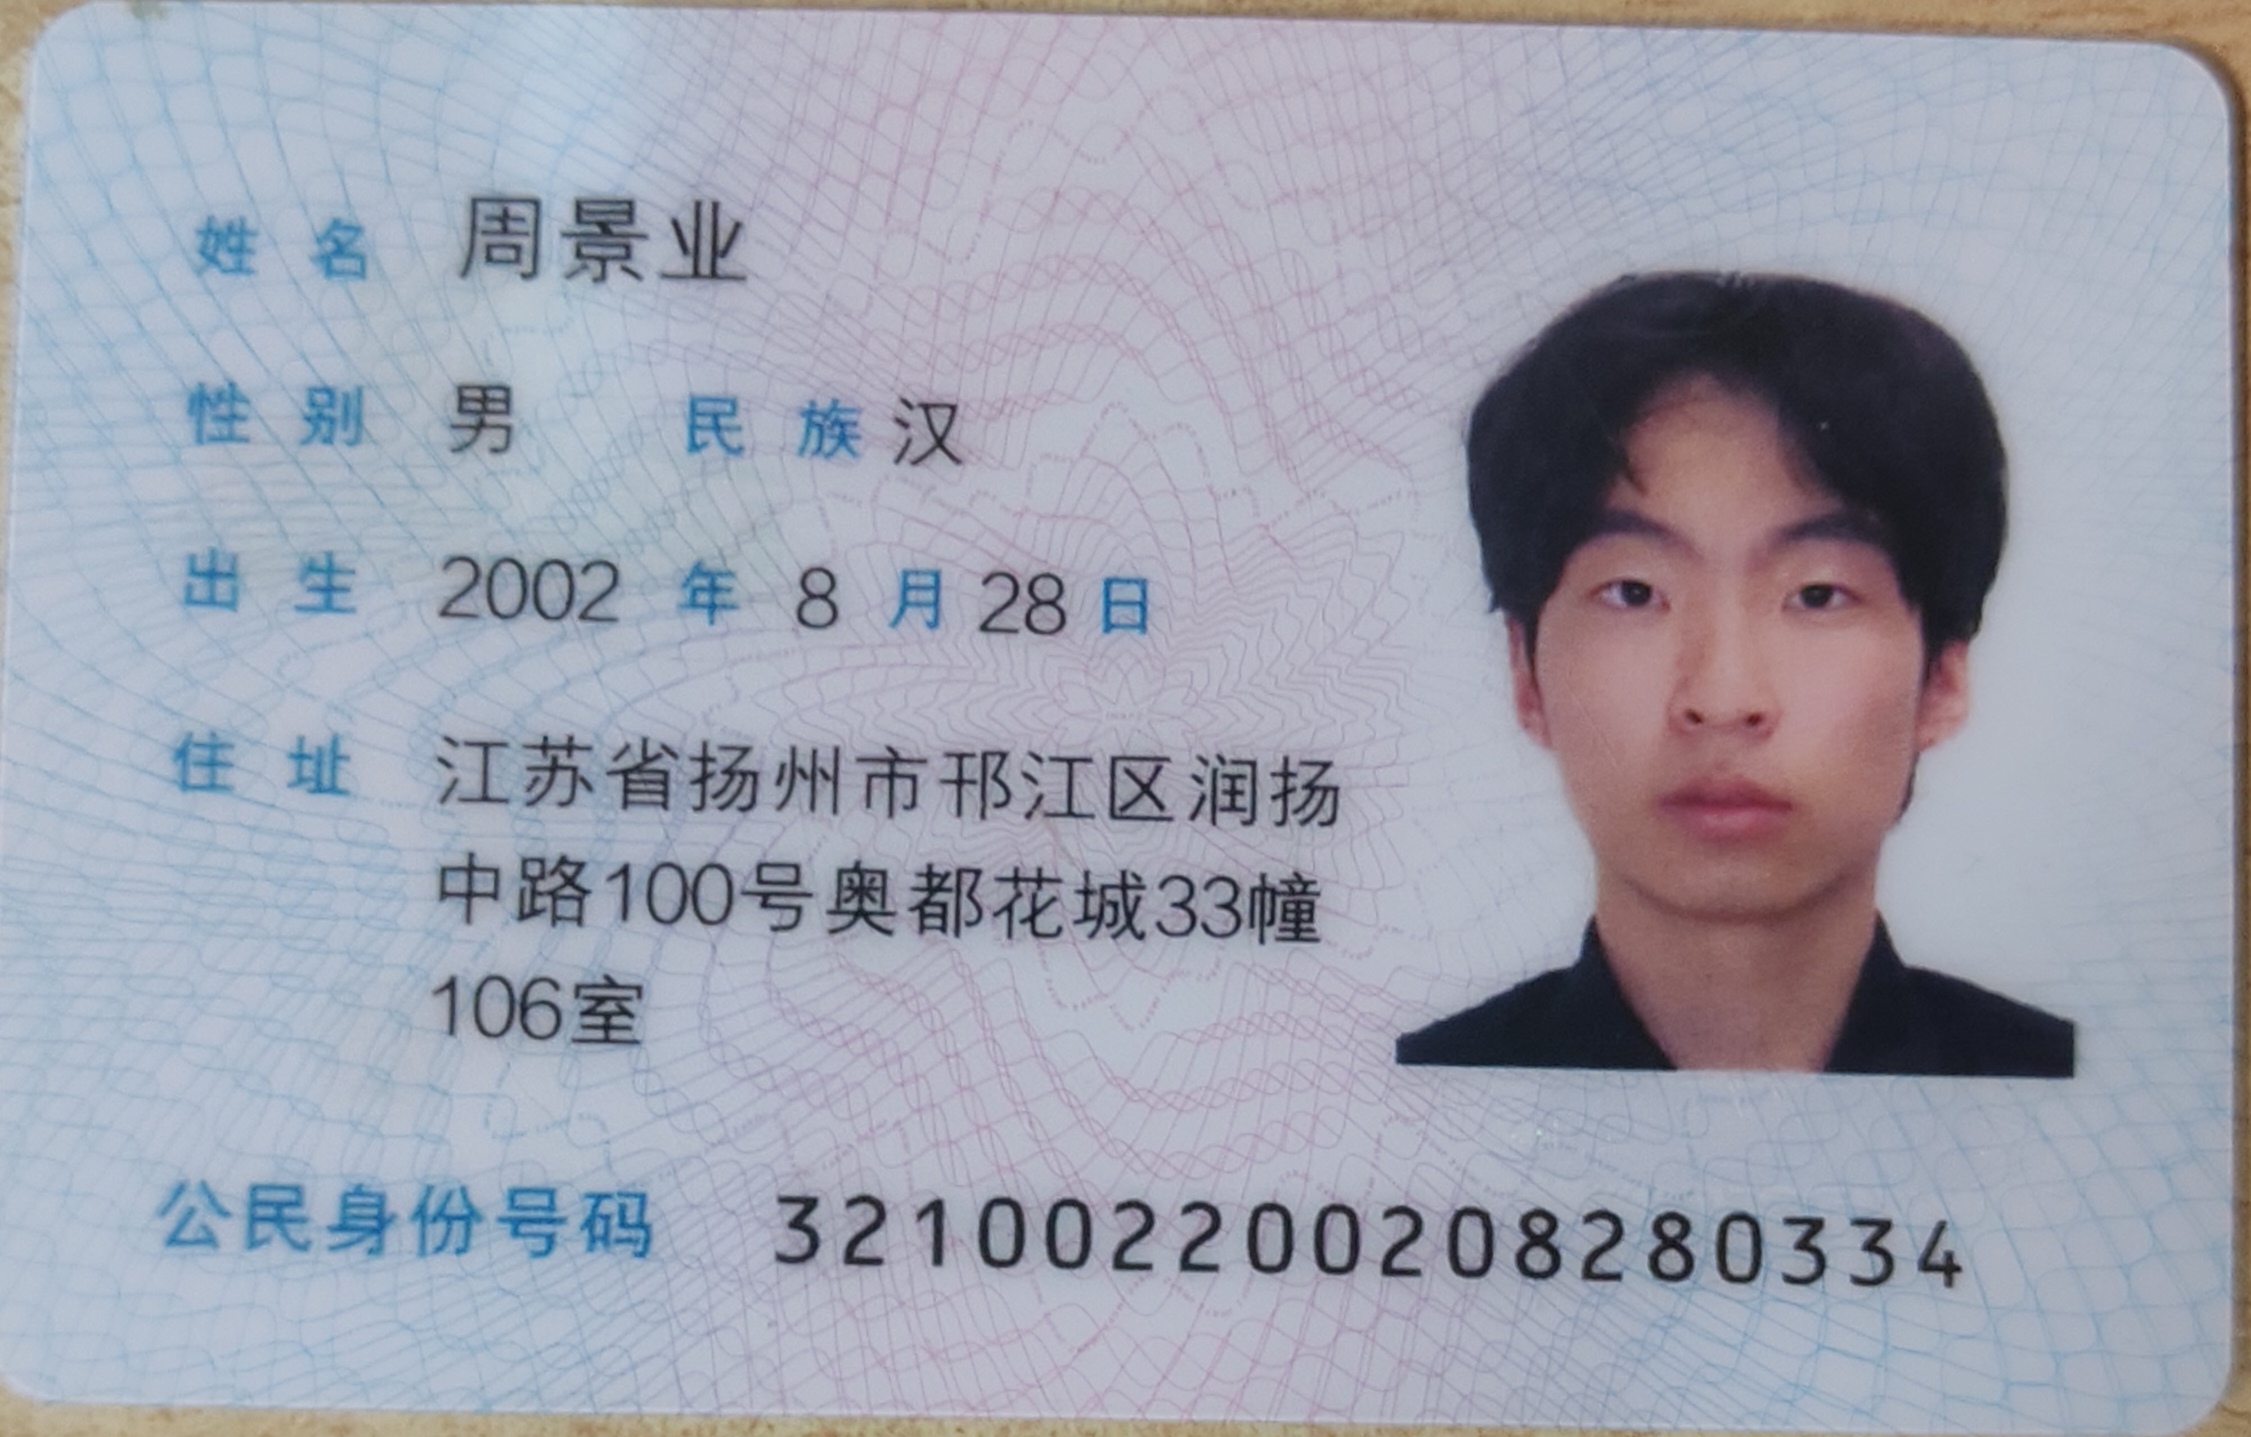 姓名 周景业
性别 男 民族 汉
出生 2002 年 8 月 28 日
住址 江苏省扬州市邗江区润扬
中路100号奥都花城33幢
106室
公民身份号码 321002200208280334